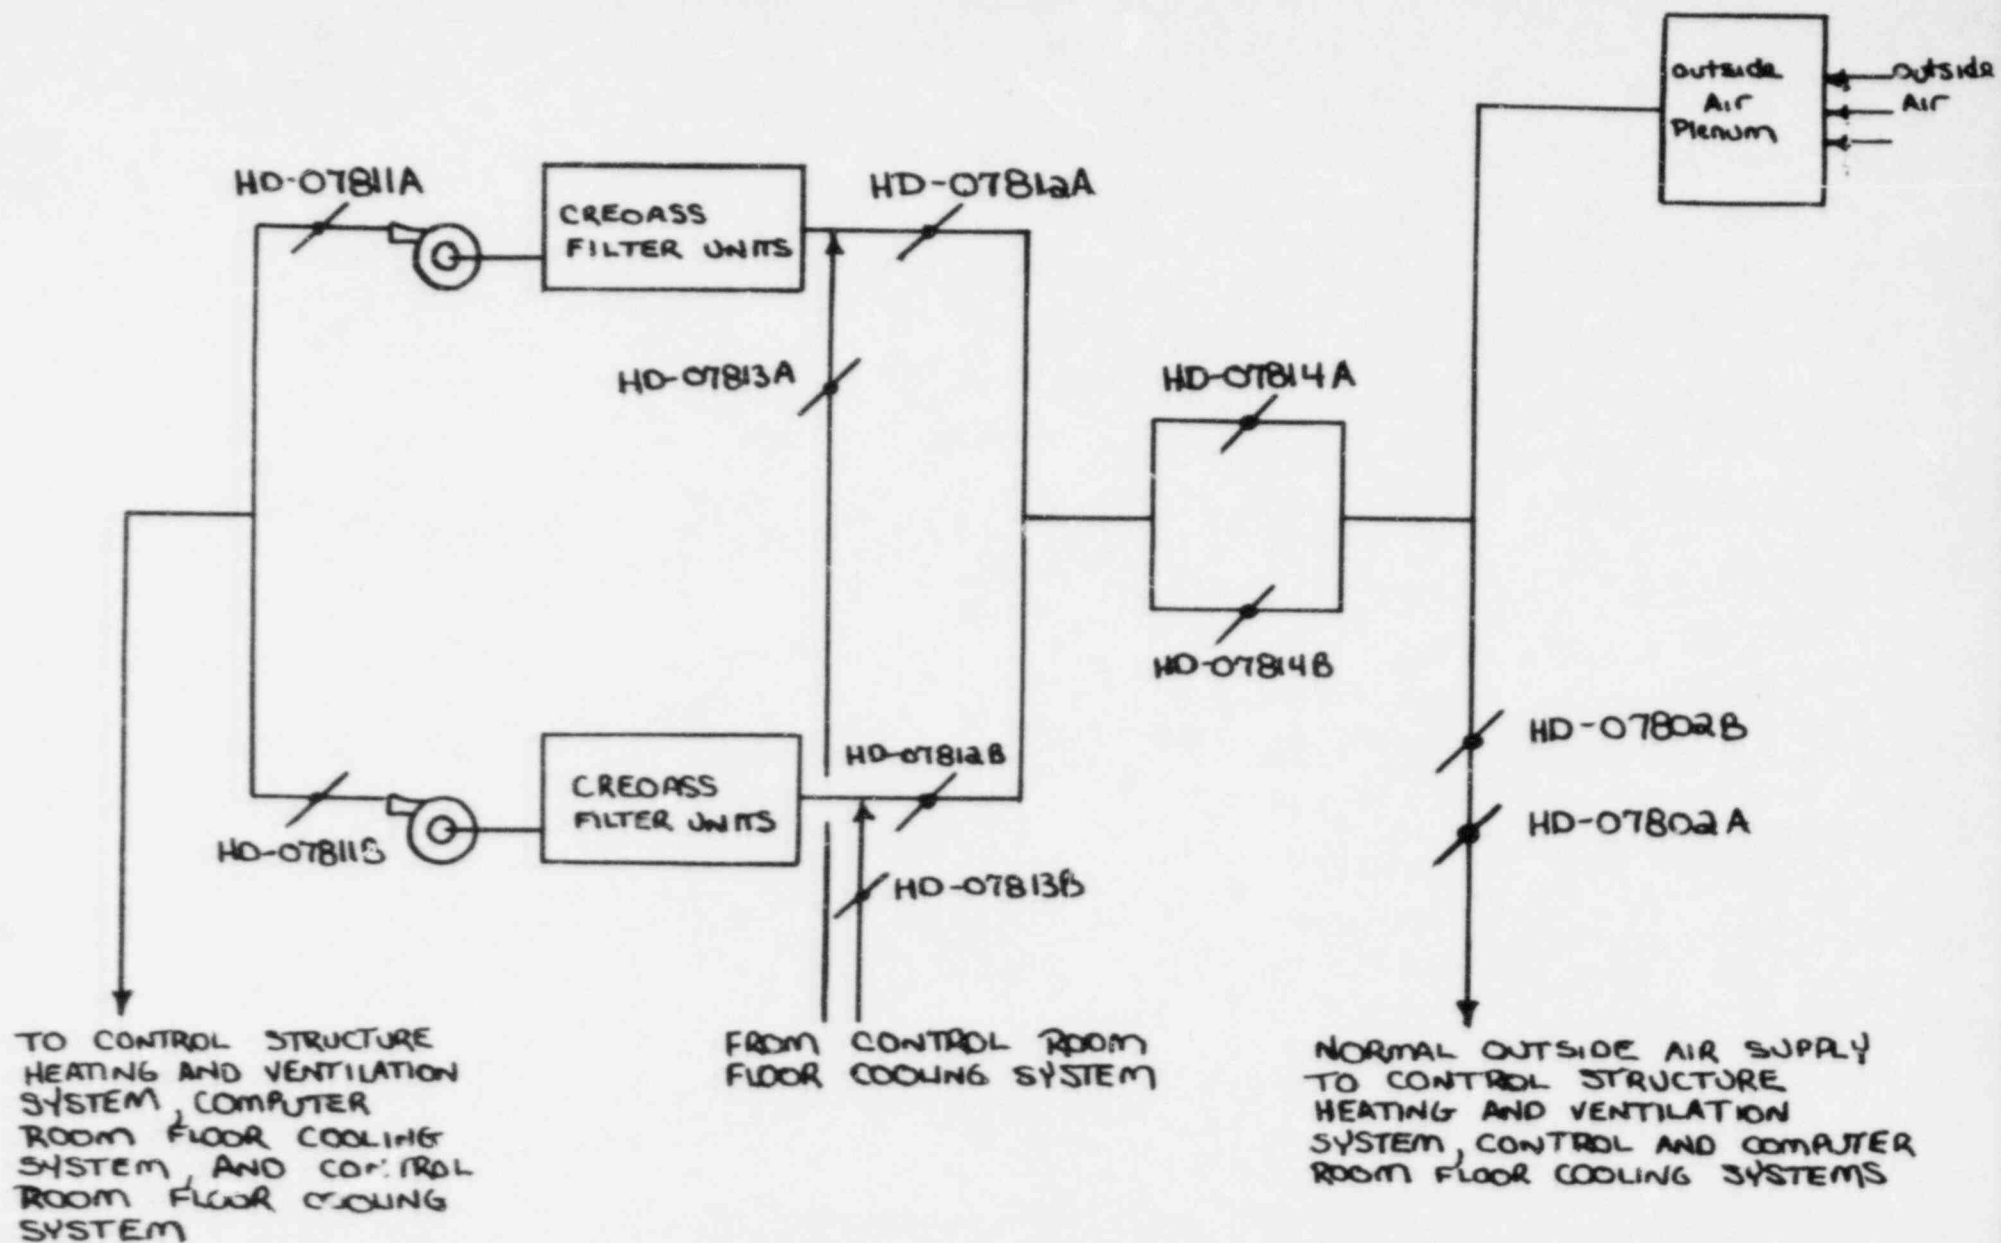 outside
Air
Plenum
outside
Air
HD-07811A
CREOASS
FILTER UNITS
HD-07812A
HD-07813A
HD-07814A
HD-07814B
CREOASS
FILTER UNITS
HD-07812B
HD-07811B
HD-07813B
HD-07802B
HD-07802A
TO CONTROL STRUCTURE
HEATING AND VENTILATION
SYSTEM, COMPUTER
ROOM FLOOR COOLING
SYSTEM, AND CONTROL
ROOM FLOOR COOLING
SYSTEM
FROM CONTROL ROOM
FLOOR COOLING SYSTEM
NORMAL OUTSIDE AIR SUPPLY
TO CONTROL STRUCTURE
HEATING AND VENTILATION
SYSTEM, CONTROL AND COMPUTER
ROOM FLOOR COOLING SYSTEMS